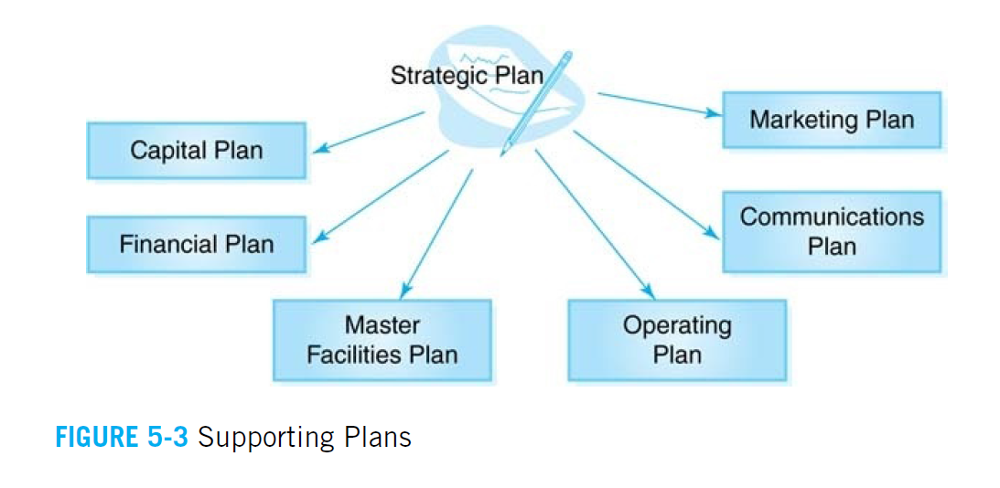 Strategic Plan
Marketing Plan
Capital Plan
Communications
Plan
Financial Plan
Master
Facilities Plan
Operating
Plan
FIGURE 5-3 Supporting Plans